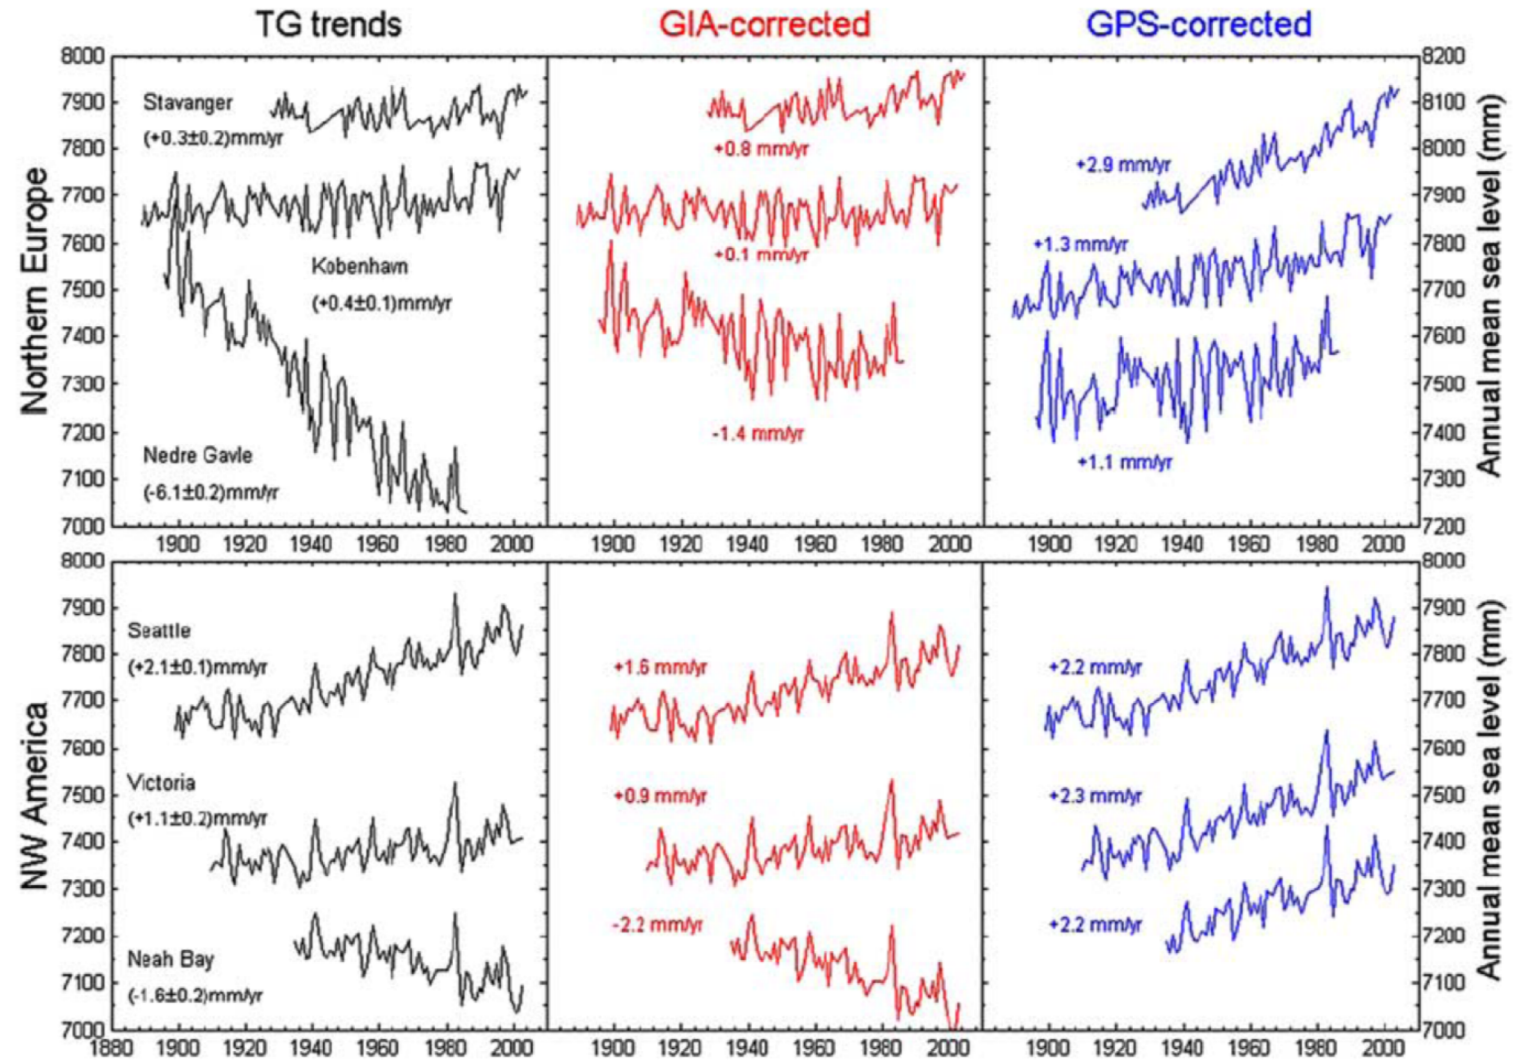 TG trends
GIA-corrected
GPS-corrected
Northern Europe
8000
7900
7800
7700
7600
7500
7400
7300
7200
7100
7000
Stavanger
(+0.3±0.2)mm/yr
Kobenhavn
(+0.4±0.1)mm/yr
Nedre Gavle
(-6.1±0.2)mm/yr
1900 1920 1940 1960 1980 2000
+0.8 mm/yr
+0.1 mm/yr
-1.4 mm/yr
1900 1920 1940 1960 1980 2000
+2.9 mm/yr
+1.3 mm/yr
+1.1 mm/yr
1900 1920 1940 1960 1980 2000
8200
8100
8000
7900
7800
7700
7600
7500
7400
7300
7200
Annual mean sea level (mm)
NW America
8000
7900
7800
7700
7600
7500
7400
7300
7200
7100
7000
Seattle
(+2.1±0.1)mm/yr
Victoria
(+1.1±0.2)mm/yr
Neah Bay
(-1.6±0.2)mm/yr
1880 1900 1920 1940 1960 1980 2000
+1.6 mm/yr
+0.9 mm/yr
-2.2 mm/yr
1900 1920 1940 1960 1980 2000
+2.2 mm/yr
+2.3 mm/yr
+2.2 mm/yr
1900 1920 1940 1960 1980 2000
8000
7900
7800
7700
7600
7500
7400
7300
7200
7100
7000
Annual mean sea level (mm)